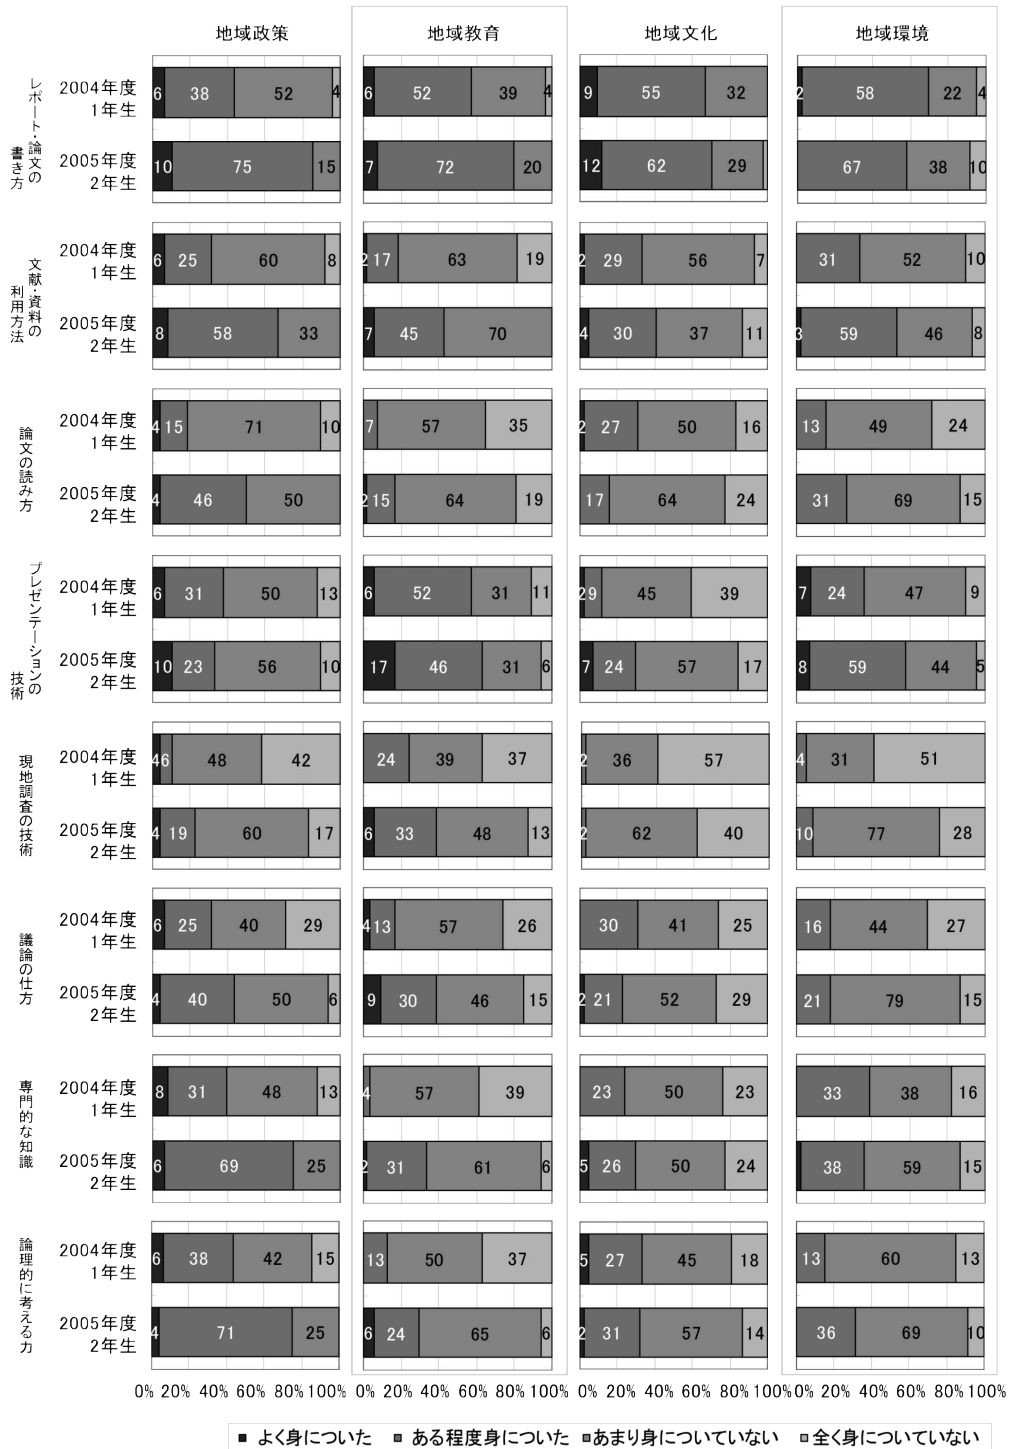 地域政策 地域教育 地域文化 地域環境
レポート・論文の書き方
2004年度1年生 6 38 52 4 6 52 39 4 9 55 32 2 58 22 4
2005年度2年生 10 75 15 7 72 20 12 62 29 67 38 10
文献・資料の利用方法
2004年度1年生 6 25 60 8 2 17 63 19 2 29 56 7 31 52 10
2005年度2年生 8 58 33 7 45 70 4 30 37 11 3 59 46 8
論文の読み方
2004年度1年生 4 15 71 10 7 57 35 2 27 50 16 13 49 24
2005年度2年生 4 46 50 2 15 64 19 17 64 24 31 69 15
プレゼンテーションの技術
2004年度1年生 6 31 50 13 6 52 31 11 2 9 45 39 7 24 47 9
2005年度2年生 10 23 56 10 17 46 31 6 7 24 57 17 8 59 44 5
現地調査の技術
2004年度1年生 4 6 48 42 24 39 37 2 36 57 4 31 51
2005年度2年生 4 19 60 17 6 33 48 13 2 62 40 10 77 28
議論の仕方
2004年度1年生 6 25 40 29 4 13 57 26 30 41 25 16 44 27
2005年度2年生 4 40 50 6 9 30 46 15 2 21 52 29 21 79 15
専門的な知識
2004年度1年生 8 31 48 13 4 57 39 23 50 23 33 38 16
2005年度2年生 6 69 25 2 31 61 6 5 26 50 24 38 59 15
論理的に考える力
2004年度1年生 6 38 42 15 13 50 37 5 27 45 18 13 60 13
2005年度2年生 4 71 25 6 24 65 6 2 31 57 14 36 69 10
0% 20% 40% 60% 80% 100% 0% 20% 40% 60% 80% 100% 0% 20% 40% 60% 80% 100% 0% 20% 40% 60% 80% 100%
よく身についた ある程度身についた あまり身についていない 全く身についていない